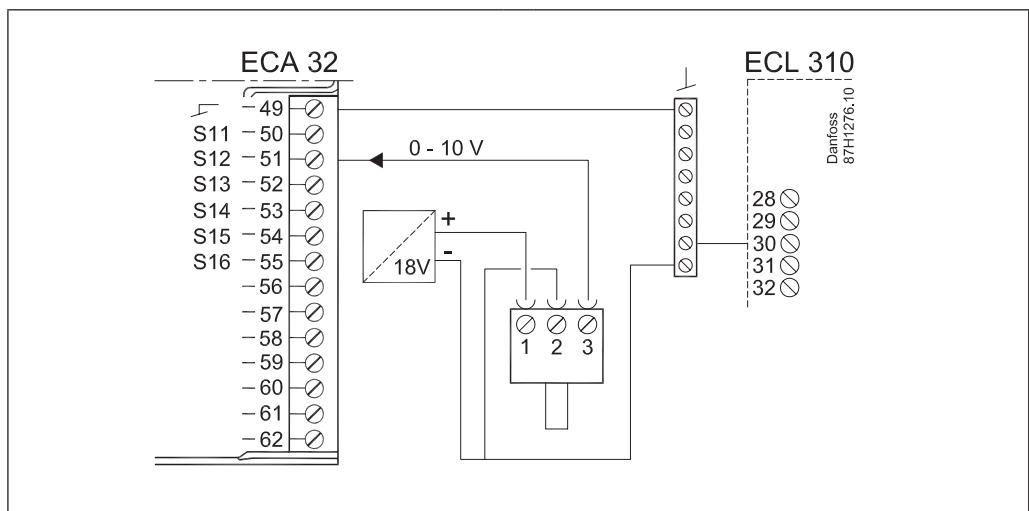 ECA 32
ECL 310
49
S11 50
S12 51
S13 52
S14 53
S15 54
S16 55
56
57
58
59
60
61
62
0 - 10 V
+
-
18V
1 2 3
28
29
30
31
32
Danfoss
87H1276.10